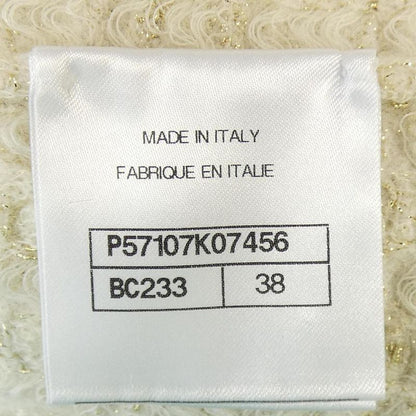 MADE IN ITALY
FABRIQUE EN ITALIE
P57107K07456
BC233 38